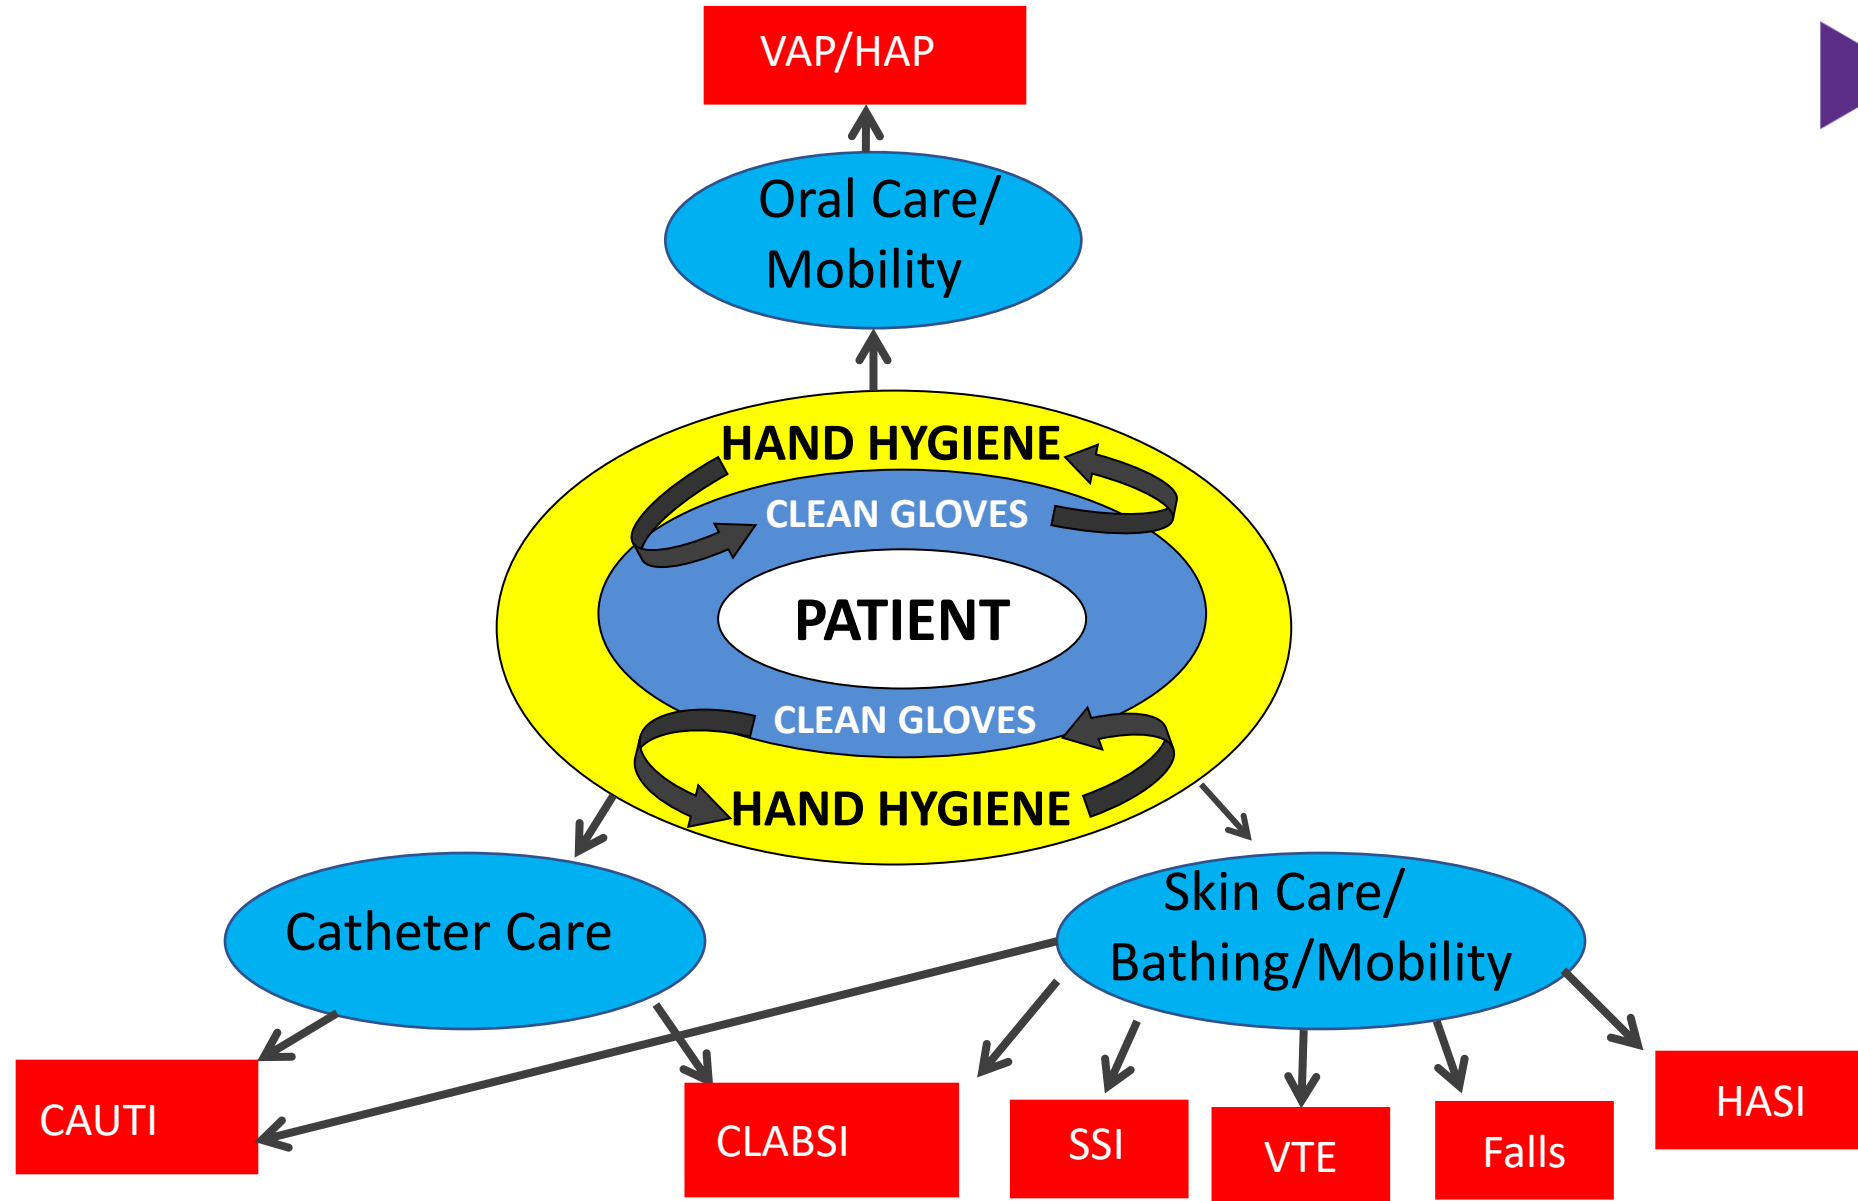 VAP/HAP
Oral Care/
Mobility
HAND HYGIENE
CLEAN GLOVES
PATIENT
CLEAN GLOVES
HAND HYGIENE
Catheter Care
Skin Care/
Bathing/Mobility
CAUTI
CLABSI
SSI
VTE
Falls
HASI